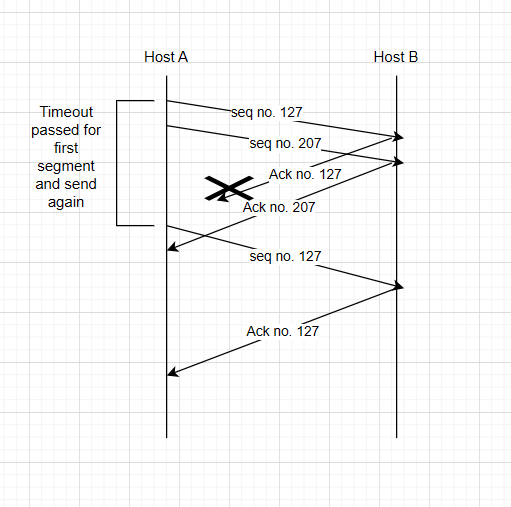 Host A
Host B
Timeout
passed for
first
segment
and send
again
seq no. 127
seq no. 207
Ack no. 127
Ack no. 207
seq no. 127
Ack no. 127